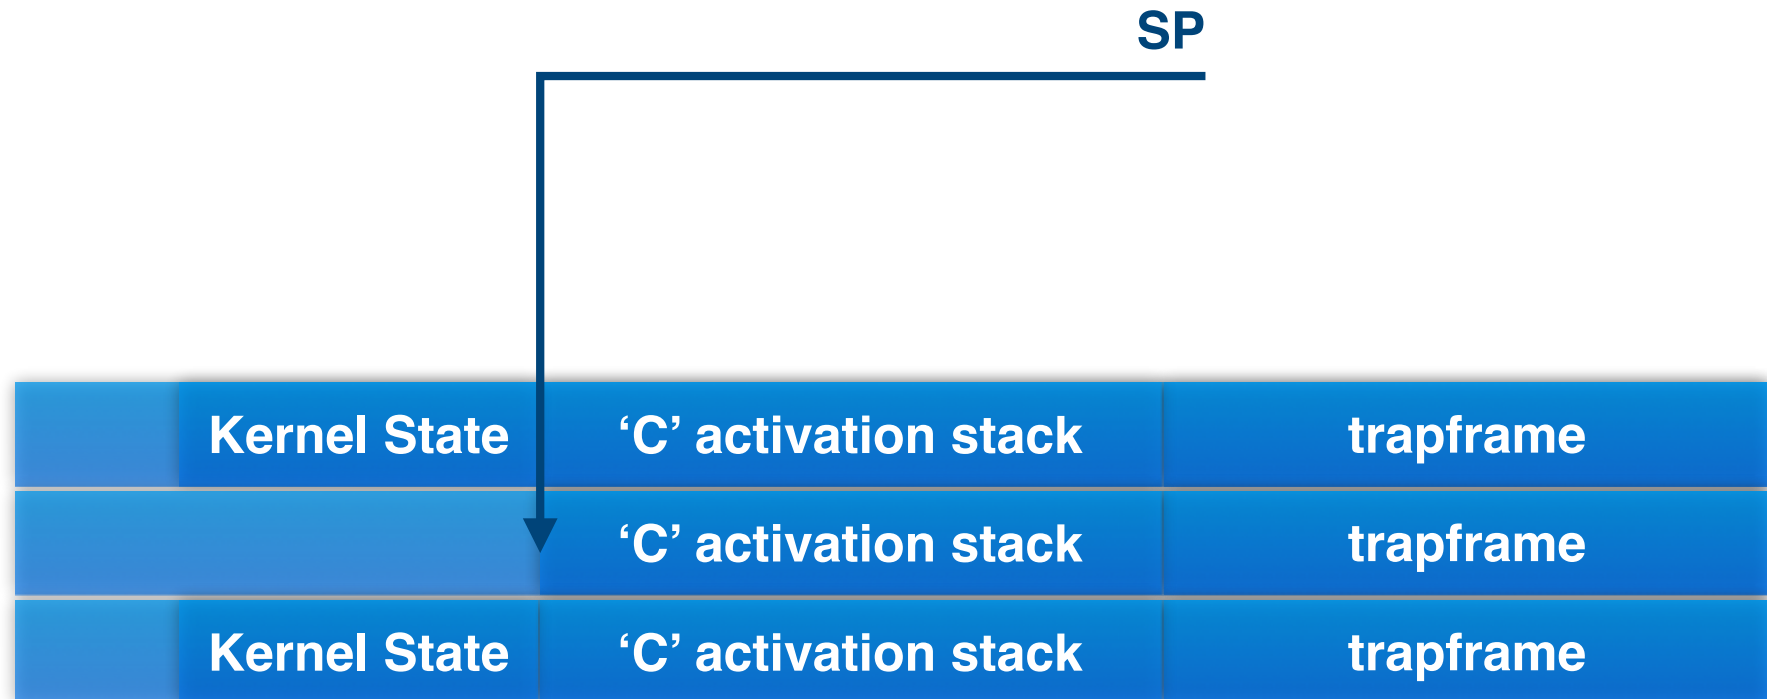 SP
Kernel State ‘C’ activation stack trapframe
‘C’ activation stack trapframe
Kernel State ‘C’ activation stack trapframe